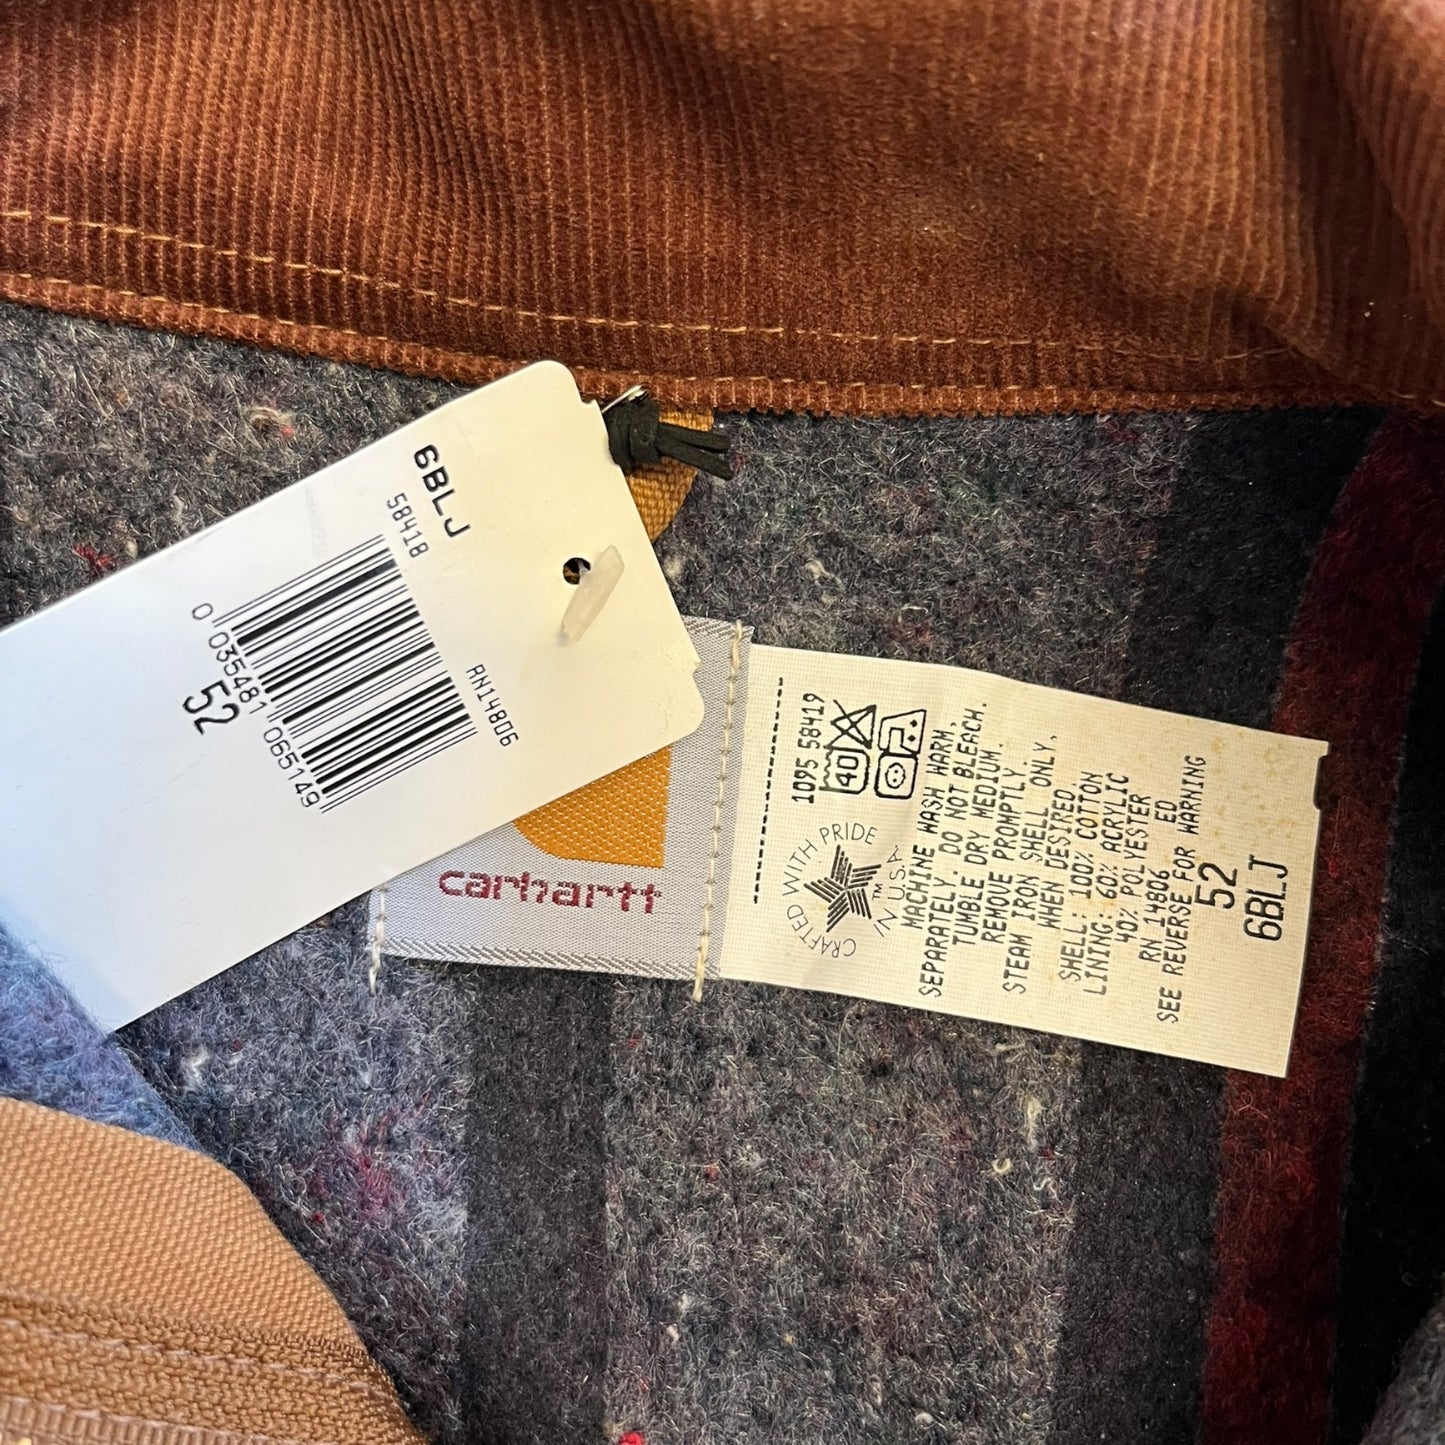 6BLJ
58418
0 035481 065149
52
RN14806
carhartt
1095 58419
40
CRAFTED WITH PRIDE
IN U.S.A.
TM
MACHINE WASH WARM,
SEPARATELY. DO NOT BLEACH.
TUMBLE DRY MEDIUM.
REMOVE PROMPTLY
STEAM IRON SHELL ONLY,
WHEN DESIRED
SHELL: 100% COTTON
LINING: 60% ACRYLIC
40% POLYESTER
RN 14806 ED
SEE REVERSE FOR WARNING
52
6BLJ